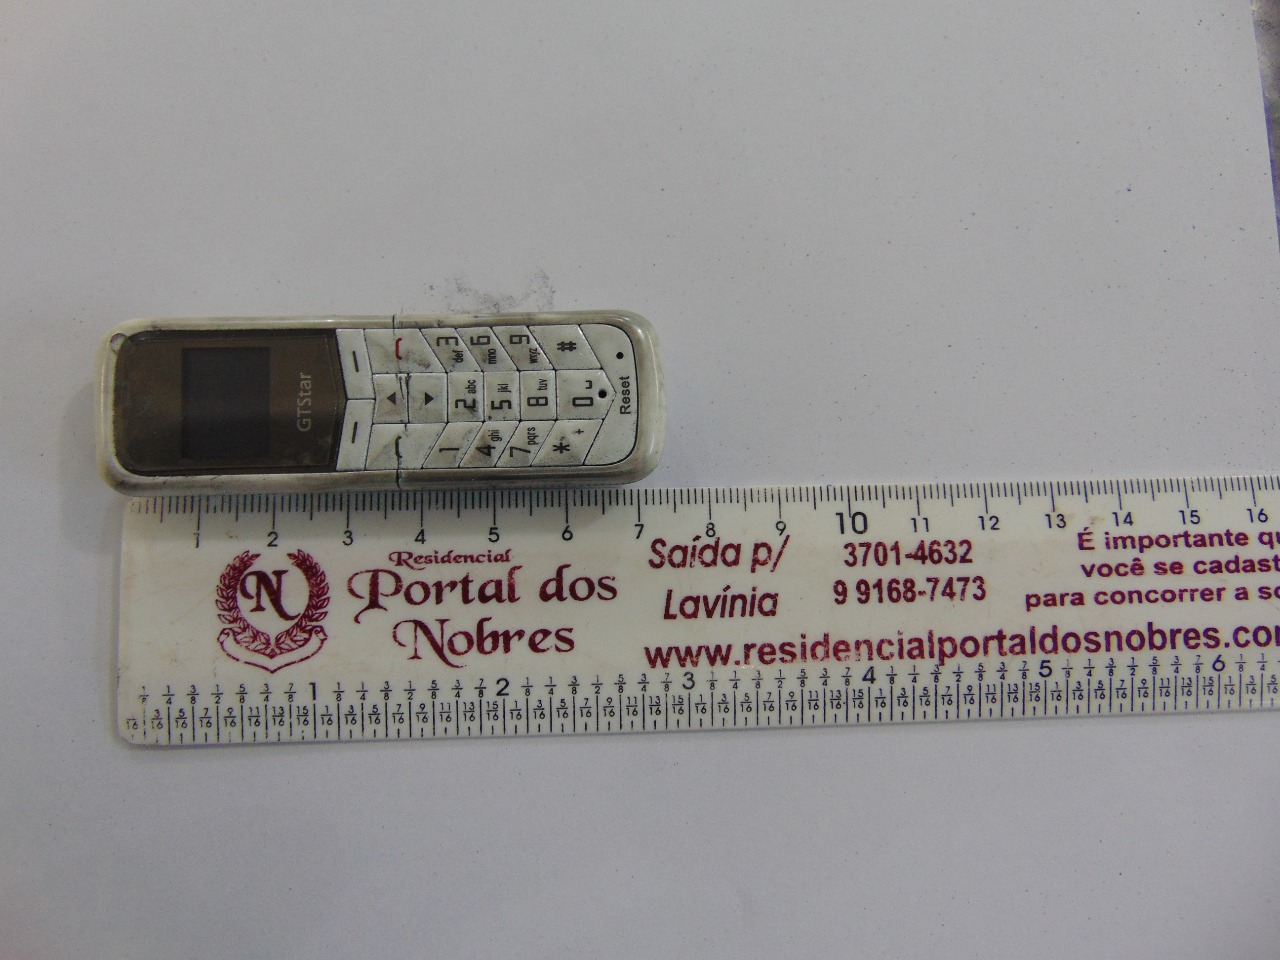 GTStar
3 def 6 mno 9 wxyz #
2 abc 5 jkl 8 tuv 0
1 4 ghi 7 pqrs * +
Reset
1 2 3 4 5 6 7 8 9 10 11 12 13 14 15 16
N
Residencial
Portal dos
Nobres
Saída p/
Lavínia
3701-4632
9 9168-7473
www.residencialportaldosnobres.co
É importante qu
você se cadast
para concorrer a so
1 2 3 4 5 6